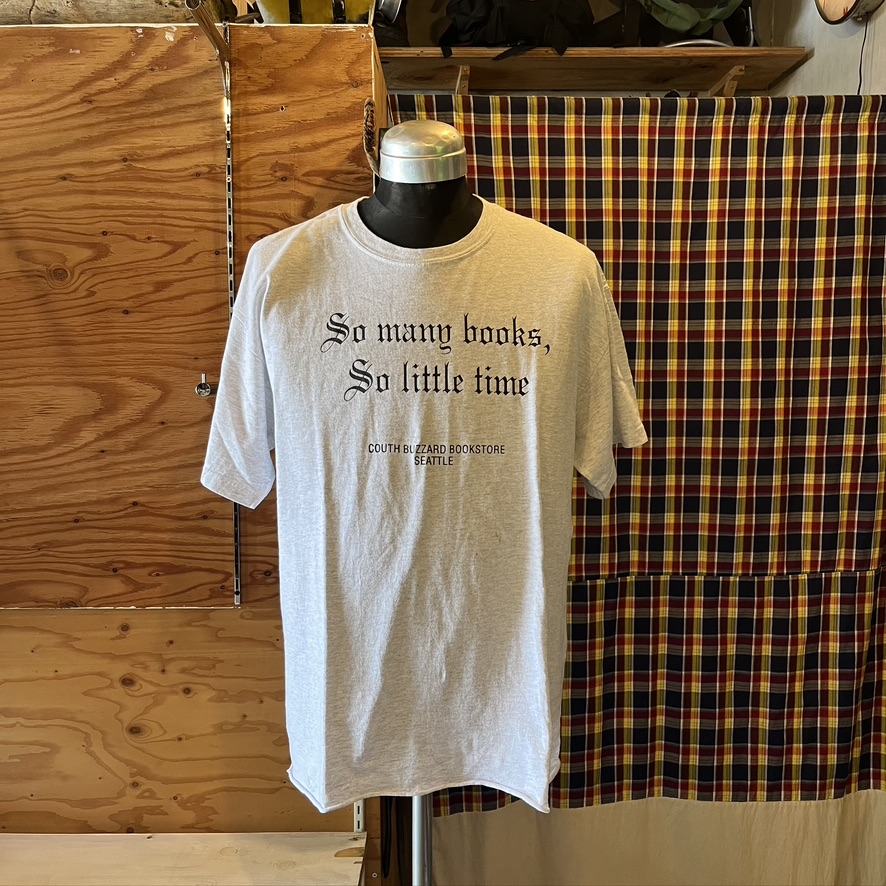 So many books,
So little time
COUTH BUZZARD BOOKSTORE
SEATTLE